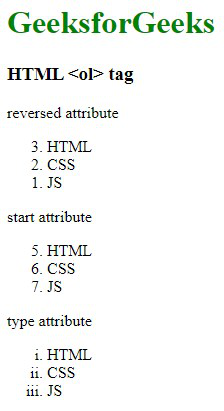 GeeksforGeeks
HTML <ol> tag
reversed attribute
3. HTML
2. CSS
1. JS
start attribute
5. HTML
6. CSS
7. JS
type attribute
i. HTML
ii. CSS
iii. JS